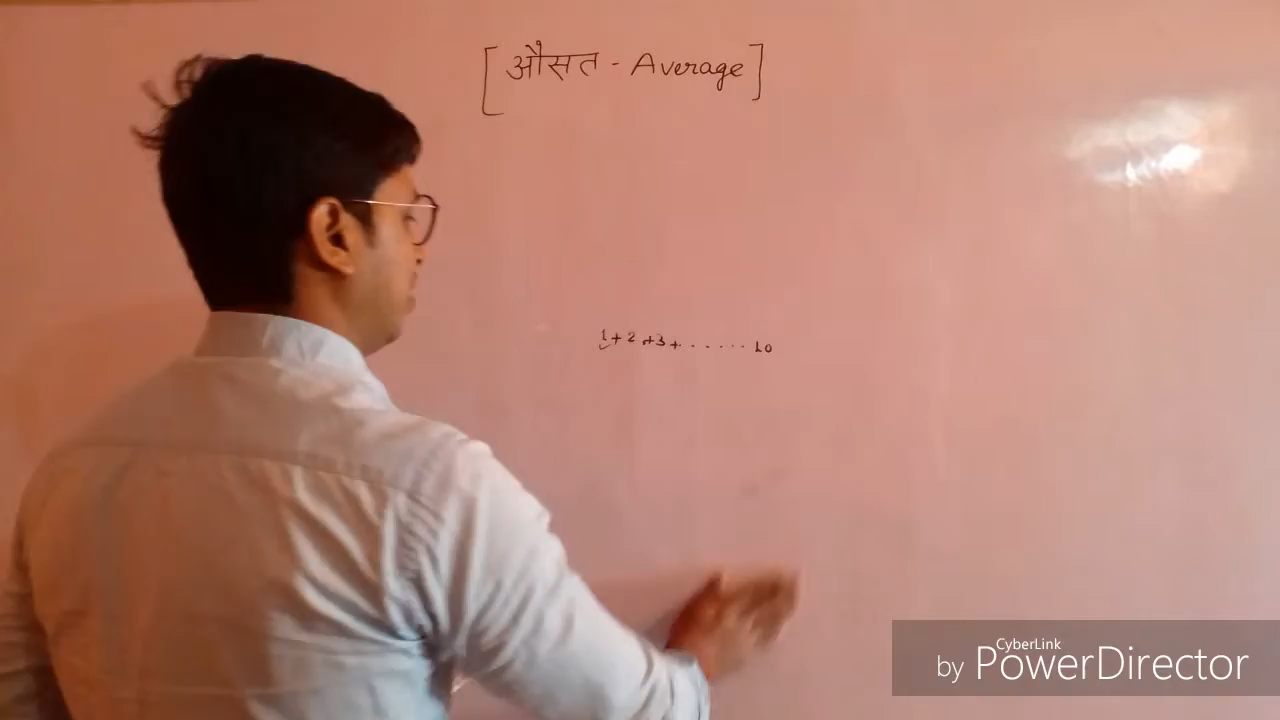 [औसत - Average]
1+2+3+.......10
CyberLink
by PowerDirector